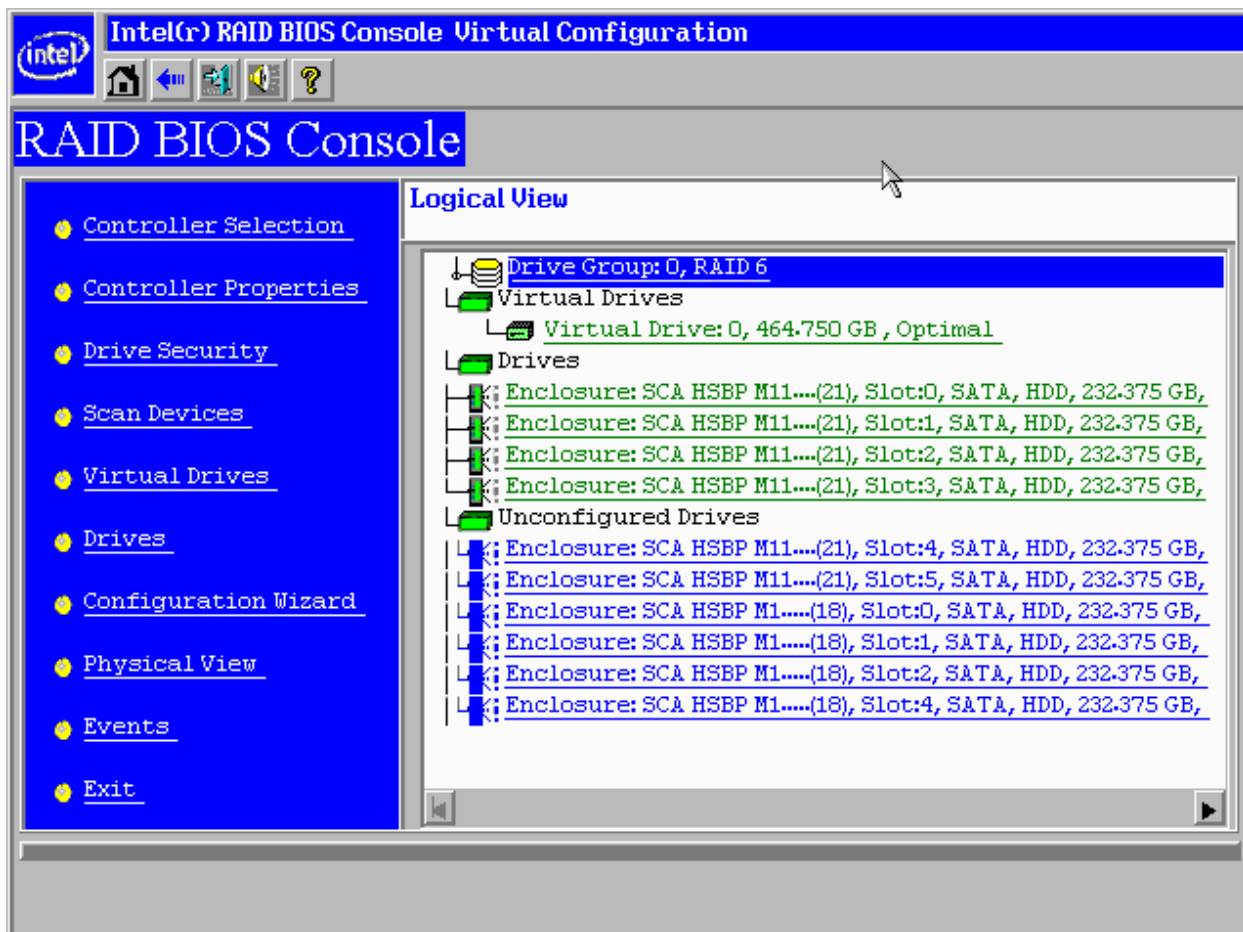 intel
Intel(r) RAID BIOS Console Virtual Configuration
?
RAID BIOS Console
Controller Selection
Controller Properties
Drive Security
Scan Devices
Virtual Drives
Drives
Configuration Wizard
Physical View
Events
Exit
Logical View
Drive Group: 0, RAID 6
Virtual Drives
Virtual Drive: 0, 464.750 GB , Optimal
Drives
Enclosure: SCA HSBP M11....(21), Slot:0, SATA, HDD, 232.375 GB,
Enclosure: SCA HSBP M11....(21), Slot:1, SATA, HDD, 232.375 GB,
Enclosure: SCA HSBP M11....(21), Slot:2, SATA, HDD, 232.375 GB,
Enclosure: SCA HSBP M11....(21), Slot:3, SATA, HDD, 232.375 GB,
Unconfigured Drives
Enclosure: SCA HSBP M11....(21), Slot:4, SATA, HDD, 232.375 GB,
Enclosure: SCA HSBP M11....(21), Slot:5, SATA, HDD, 232.375 GB,
Enclosure: SCA HSBP M1.....(18), Slot:0, SATA, HDD, 232.375 GB,
Enclosure: SCA HSBP M1.....(18), Slot:1, SATA, HDD, 232.375 GB,
Enclosure: SCA HSBP M1.....(18), Slot:2, SATA, HDD, 232.375 GB,
Enclosure: SCA HSBP M1.....(18), Slot:4, SATA, HDD, 232.375 GB,